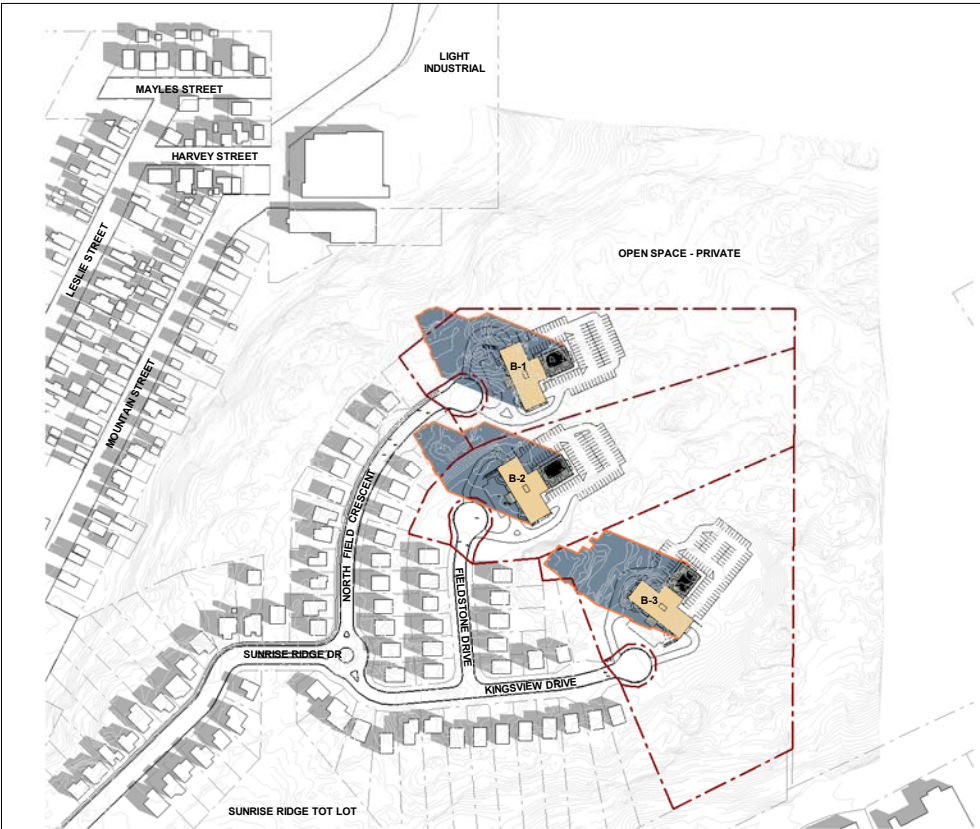 LIGHT
INDUSTRIAL
MAYLES STREET
HARVEY STREET
LESLIE STREET
OPEN SPACE - PRIVATE
MOUNTAIN STREET
B-1
B-2
NORTH FIELD CRESCENT
FIELDSTONE DRIVE
B-3
SUNRISE RIDGE DR
KINGSVIEW DRIVE
SUNRISE RIDGE TOT LOT